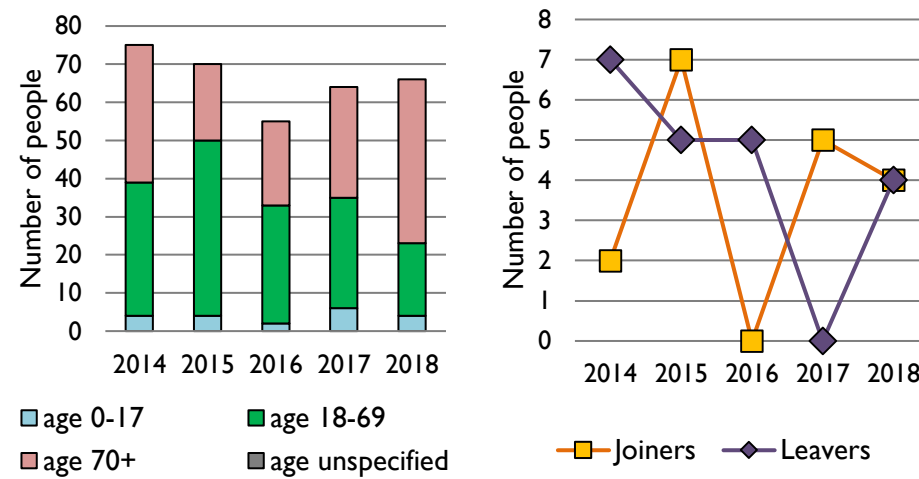 Number of people
80
70
60
50
40
30
20
10
0
2014 2015 2016 2017 2018
age 0-17 age 18-69
age 70+ age unspecified
Number of people
8
7
6
5
4
3
2
1
0
2014 2015 2016 2017 2018
Joiners Leavers